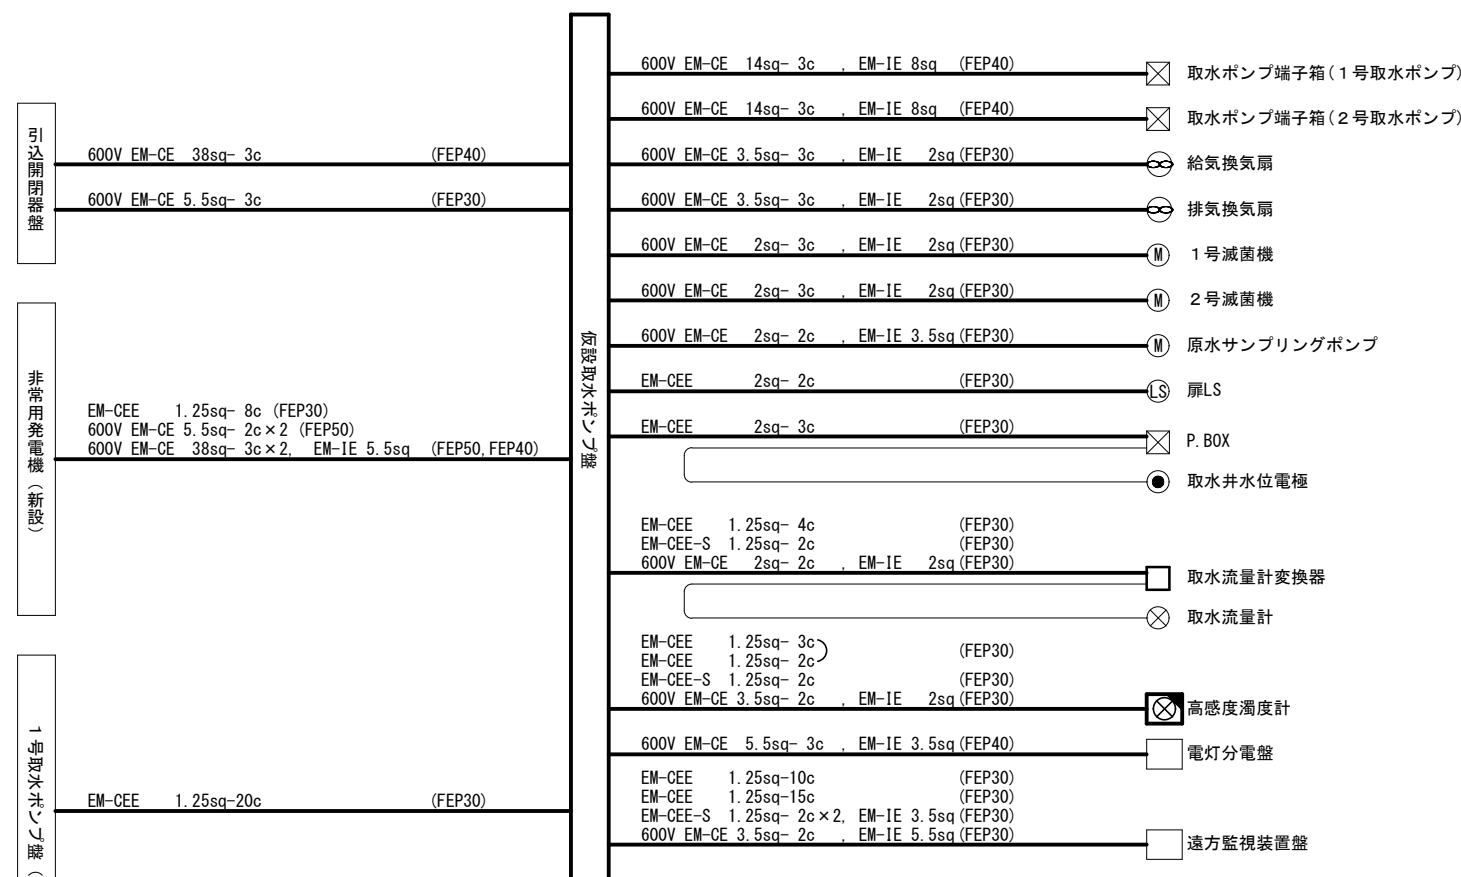 引込開閉器盤
600V EM-CE 38sq- 3c (FEP40)
600V EM-CE 5.5sq- 3c (FEP30)
非常用発電機（新設）
EM-CEE 1.25sq- 8c (FEP30)
600V EM-CE 5.5sq- 2c×2 (FEP50)
600V EM-CE 38sq- 3c×2, EM-IE 5.5sq (FEP50,FEP40)
1号取水ポンプ盤（
EM-CEE 1.25sq-20c (FEP30)
仮設取水ポンプ盤
600V EM-CE 14sq- 3c , EM-IE 8sq (FEP40)
取水ポンプ端子箱(1号取水ポンプ)
600V EM-CE 14sq- 3c , EM-IE 8sq (FEP40)
取水ポンプ端子箱(2号取水ポンプ)
600V EM-CE 3.5sq- 3c , EM-IE 2sq(FEP30)
給気換気扇
600V EM-CE 3.5sq- 3c , EM-IE 2sq(FEP30)
排気換気扇
600V EM-CE 2sq- 3c , EM-IE 2sq(FEP30)
M 1号滅菌機
600V EM-CE 2sq- 3c , EM-IE 2sq(FEP30)
M 2号滅菌機
600V EM-CE 2sq- 2c , EM-IE 3.5sq(FEP30)
M 原水サンプリングポンプ
EM-CEE 2sq- 2c (FEP30)
LS 扉LS
EM-CEE 2sq- 3c (FEP30)
P.BOX
取水井水位電極
EM-CEE 1.25sq- 4c (FEP30)
EM-CEE-S 1.25sq- 2c (FEP30)
600V EM-CE 2sq- 2c , EM-IE 2sq(FEP30)
取水流量計変換器
取水流量計
EM-CEE 1.25sq- 3c
EM-CEE 1.25sq- 2c (FEP30)
EM-CEE-S 1.25sq- 2c (FEP30)
600V EM-CE 3.5sq- 2c , EM-IE 2sq(FEP30)
高感度濁度計
600V EM-CE 5.5sq- 3c , EM-IE 3.5sq(FEP40)
電灯分電盤
EM-CEE 1.25sq-10c (FEP30)
EM-CEE 1.25sq-15c (FEP30)
EM-CEE-S 1.25sq- 2c×2, EM-IE 3.5sq(FEP30)
600V EM-CE 3.5sq- 2c , EM-IE 5.5sq(FEP30)
遠方監視装置盤